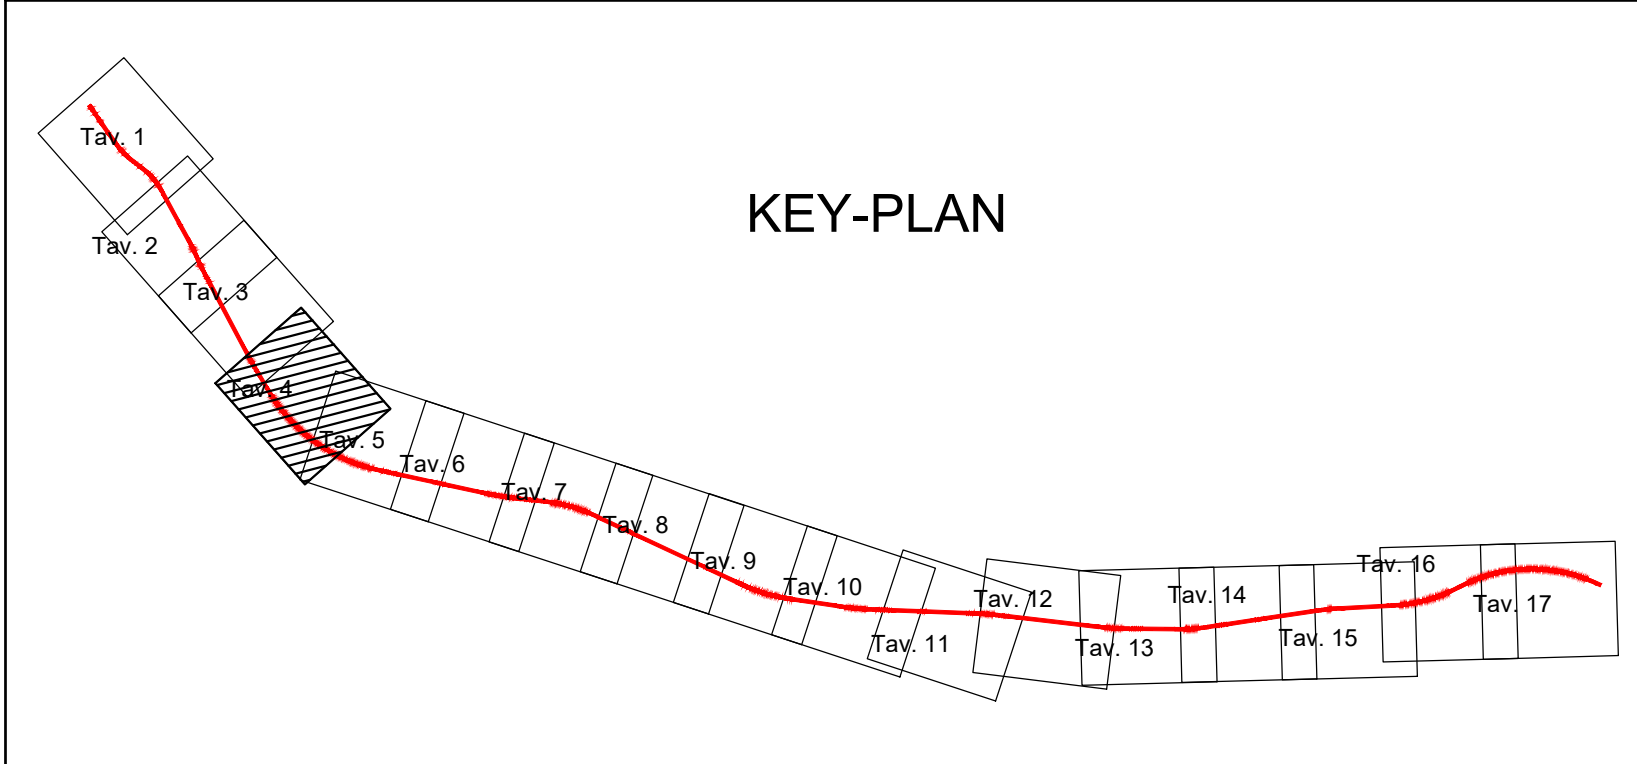 KEY-PLAN
Tav. 1
Tav. 2
Tav. 3
Tav. 4
Tav. 5
Tav. 6
Tav. 7
Tav. 8
Tav. 9
Tav. 10
Tav. 11
Tav. 12
Tav. 13
Tav. 14
Tav. 15
Tav. 16
Tav. 17